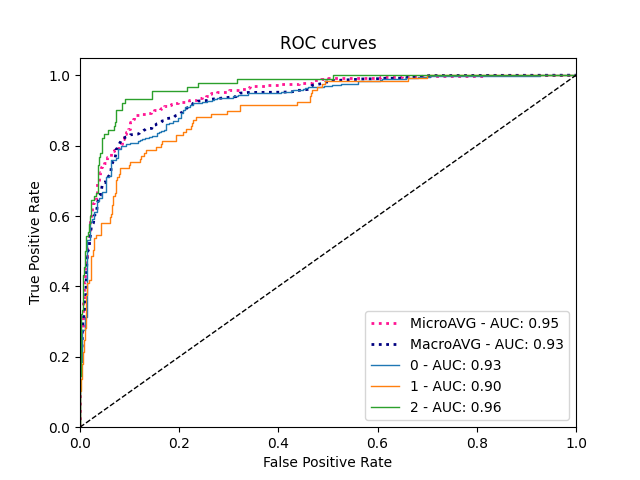 ROC curves
True Positive Rate
1.0
0.8
0.6
0.4
0.2
0.0
MicroAVG - AUC: 0.95
MacroAVG - AUC: 0.93
0 - AUC: 0.93
1 - AUC: 0.90
2 - AUC: 0.96
0.0 0.2 0.4 0.6 0.8 1.0
False Positive Rate